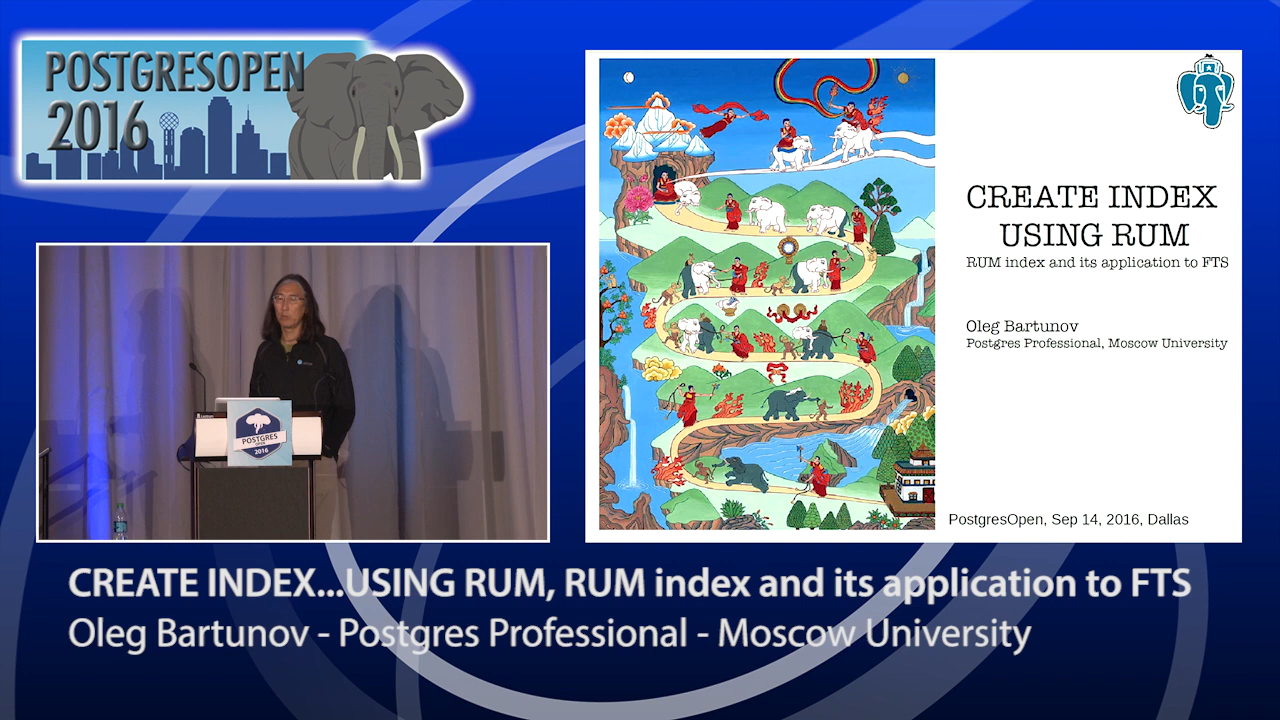 POSTGRESOPEN
2016
CREATE INDEX
USING RUM
RUM index and its application to FTS
Oleg Bartunov
Postgres Professional, Moscow University
PostgresOpen, Sep 14, 2016, Dallas
POSTGRES
OPEN
2016
CREATE INDEX...USING RUM, RUM index and its application to FTS
Oleg Bartunov - Postgres Professional - Moscow University